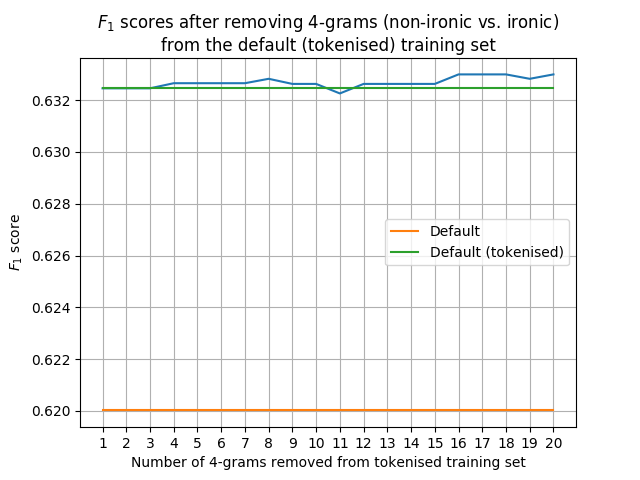 F₁ scores after removing 4-grams (non-ironic vs. ironic)
from the default (tokenised) training set
F₁ score
0.632
0.630
0.628
0.626
0.624
0.622
0.620
Default
Default (tokenised)
1 2 3 4 5 6 7 8 9 10 11 12 13 14 15 16 17 18 19 20
Number of 4-grams removed from tokenised training set